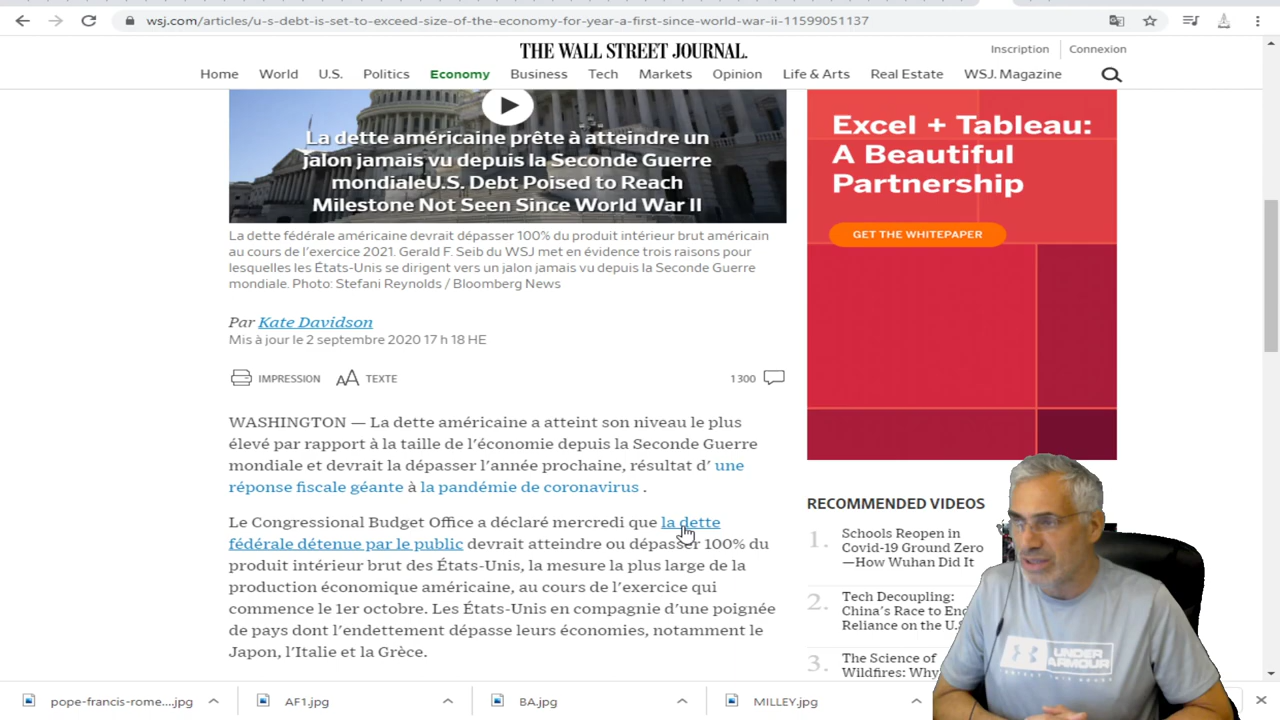 wsj.com/articles/u-s-debt-is-set-to-exceed-size-of-the-economy-for-year-a-first-since-world-war-ii-11599051137
THE WALL STREET JOURNAL.
Inscription
Connexion
Home World U.S. Politics Economy Business Tech Markets Opinion Life & Arts Real Estate WSJ. Magazine
La dette américaine prête à atteindre un
jalon jamais vu depuis la Seconde Guerre
mondialeU.S. Debt Poised to Reach
Milestone Not Seen Since World War II
La dette fédérale américaine devrait dépasser 100% du produit intérieur brut américain
au cours de l'exercice 2021. Gerald F. Seib du WSJ met en évidence trois raisons pour
lesquelles les États-Unis se dirigent vers un jalon jamais vu depuis la Seconde Guerre
mondiale. Photo: Stefani Reynolds / Bloomberg News
Par Kate Davidson
Mis à jour le 2 septembre 2020 17 h 18 HE
IMPRESSION
AA TEXTE
1300
WASHINGTON — La dette américaine a atteint son niveau le plus
élevé par rapport à la taille de l'économie depuis la Seconde Guerre
mondiale et devrait la dépasser l'année prochaine, résultat d' une
réponse fiscale géante à la pandémie de coronavirus .
Le Congressional Budget Office a déclaré mercredi que la dette
fédérale détenue par le public devrait atteindre ou dépasser 100% du
produit intérieur brut des États-Unis, la mesure la plus large de la
production économique américaine, au cours de l'exercice qui
commence le 1er octobre. Les États-Unis en compagnie d'une poignée
de pays dont l'endettement dépasse leurs économies, notamment le
Japon, l'Italie et la Grèce.
Excel + Tableau:
A Beautiful
Partnership
GET THE WHITEPAPER
RECOMMENDED VIDEOS
1.
Schools Reopen in
Covid-19 Ground Zero
—How Wuhan Did It
2.
Tech Decoupling:
China's Race to End
Reliance on the U.S
3.
The Science of
Wildfires: Why
UNDER
ARMOUR
pope-francis-rome....jpg
AF1.jpg
BA.jpg
MILLEY.jpg